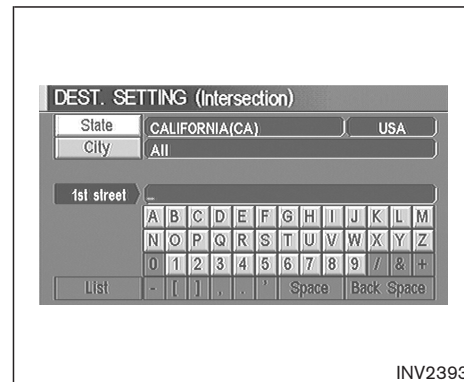 DEST. SETTING (Intersection)
State CALIFORNIA(CA) USA
City All
1st street _
A B C D E F G H I J K L M
N O P Q R S T U V W X Y Z
0 1 2 3 4 5 6 7 8 9 / & +
List - [ ] , . ' Space Back Space
INV2393